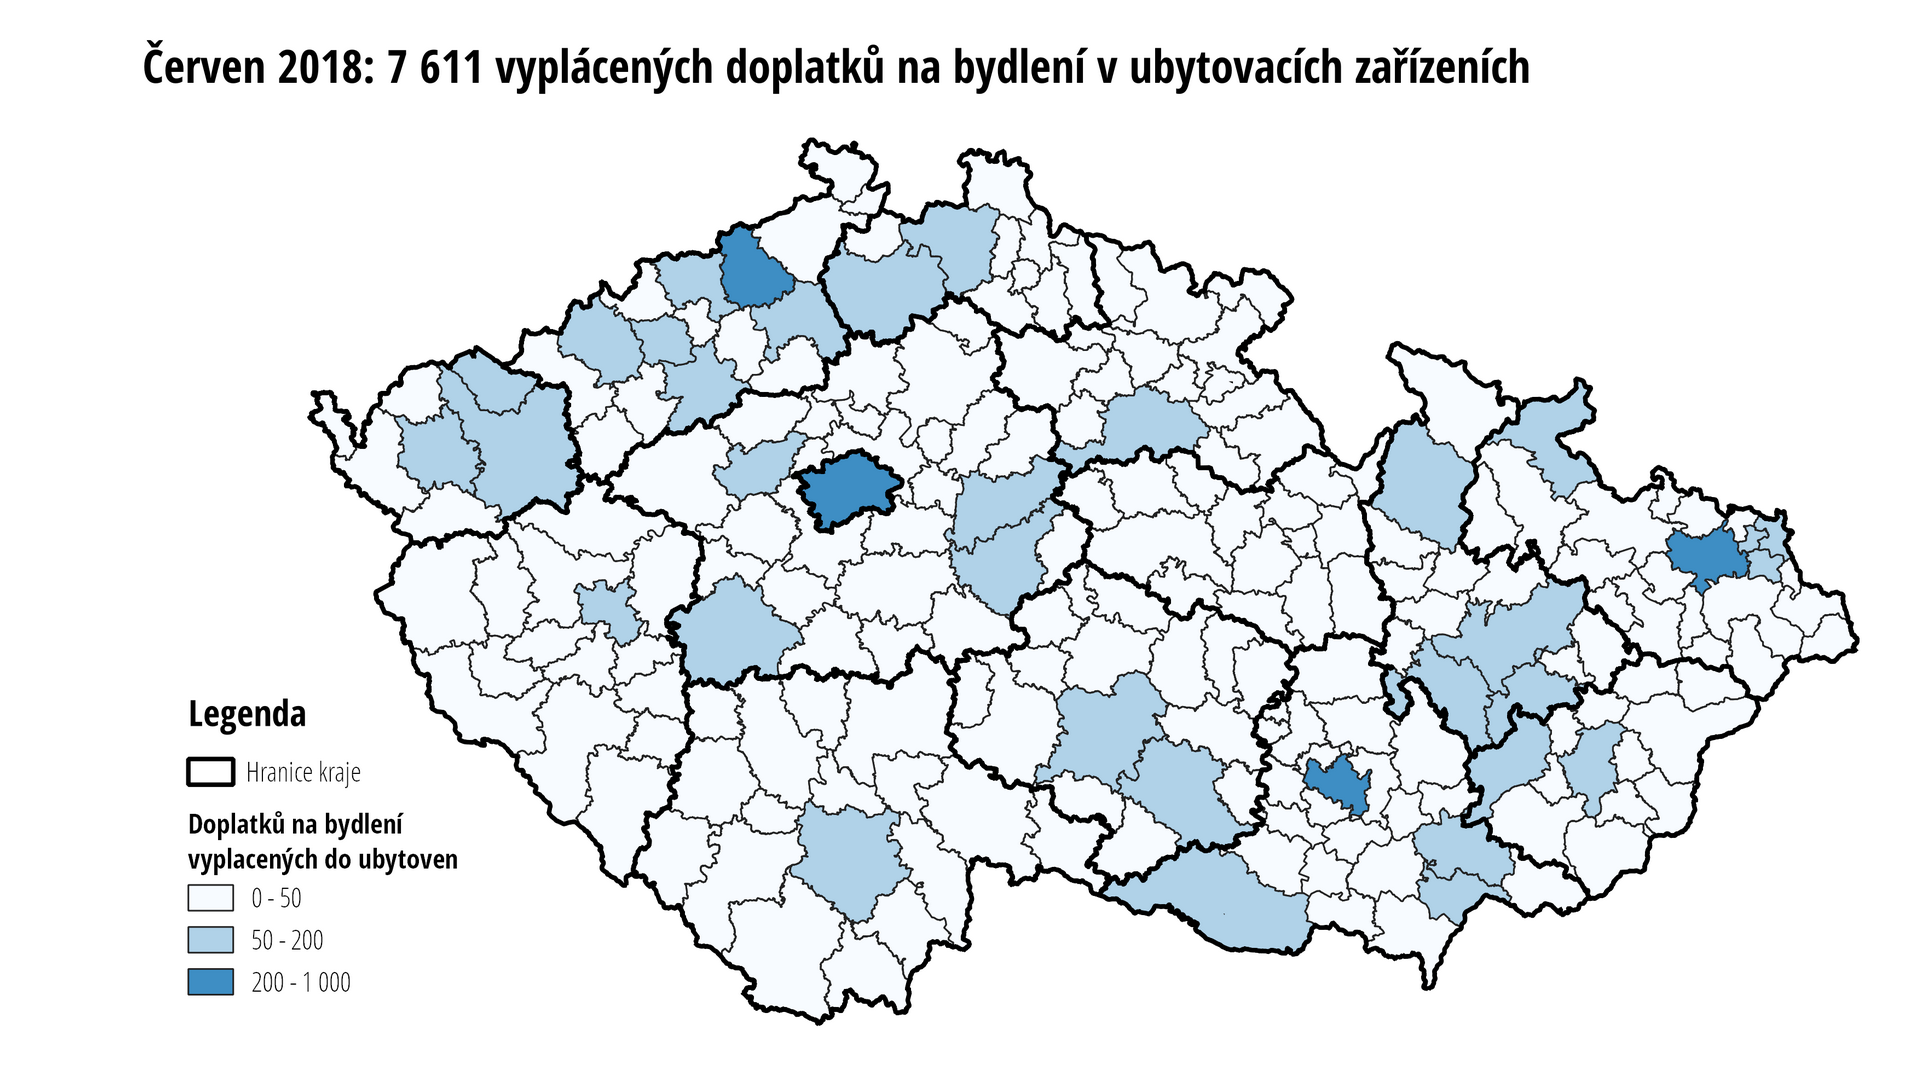 Červen 2018: 7 611 vyplácených doplatků na bydlení v ubytovacích zařízeních
Legenda
Hranice kraje
Doplatků na bydlení
vyplacených do ubytoven
0 - 50
50 - 200
200 - 1 000